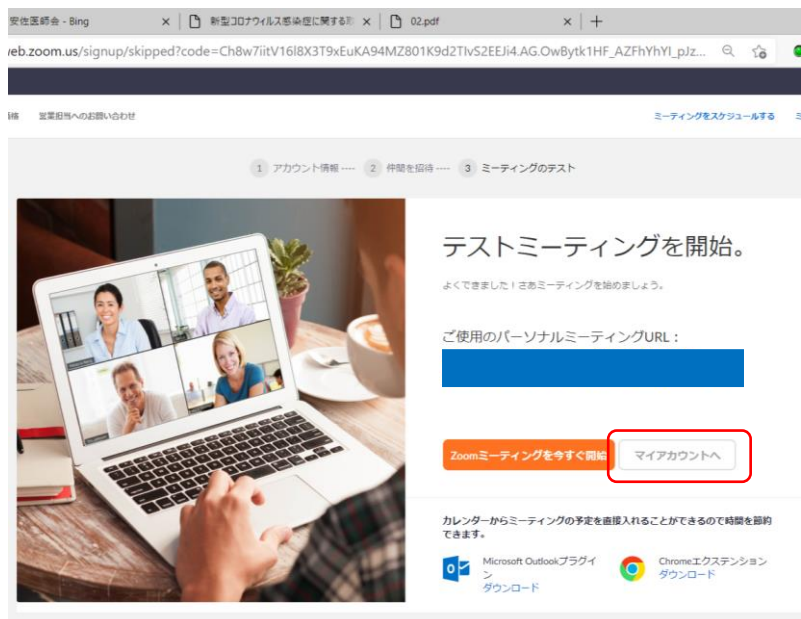 安佐医師会 - Bing
新型コロナウイルス感染症に関する
02.pdf
web.zoom.us/signup/skipped?code=Ch8w7iitV16l8X3T9xEuKA94MZ801K9d2TlvS2EEJi4.AG.OwBytk1HF_AZFhYhYI_pJz...
営業担当へのお問い合わせ
ミーティングをスケジュールする
1 アカウント情報 ---- 2 仲間を招待 ---- 3 ミーティングのテスト
テストミーティングを開始。
よくできました！さあミーティングを始めましょう。
ご使用のパーソナルミーティングURL：
Zoomミーティングを今すぐ開始
マイアカウントへ
カレンダーからミーティングの予定を直接入れることができるので時間を節約
できます。
Microsoft Outlookプラグイ
ン
ダウンロード
Chromeエクステンション
ダウンロード